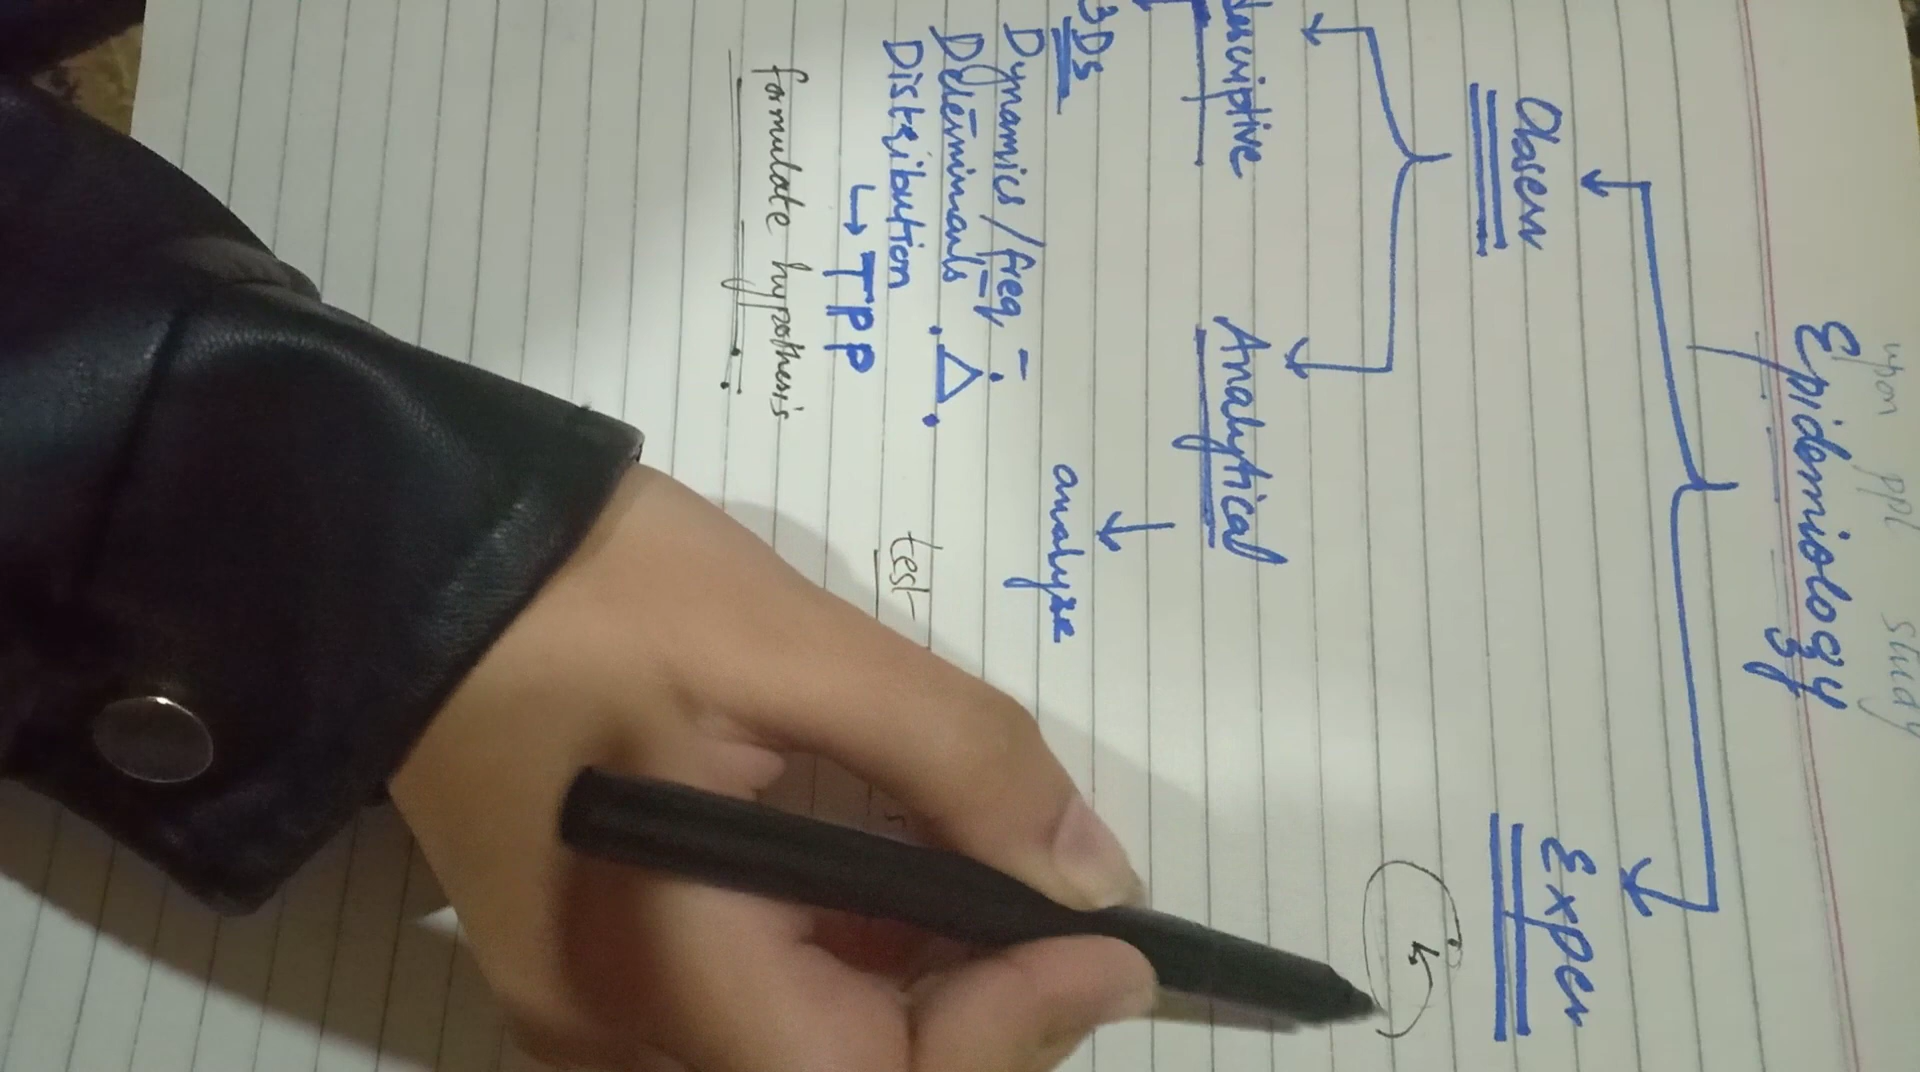 upon ppl study
Epidemiology
Observ Exper
Descriptive Analytical
3Ds analyze
Dynamics / freq
Determinants
Distribution test
↳ TPP
formulate hypothesis